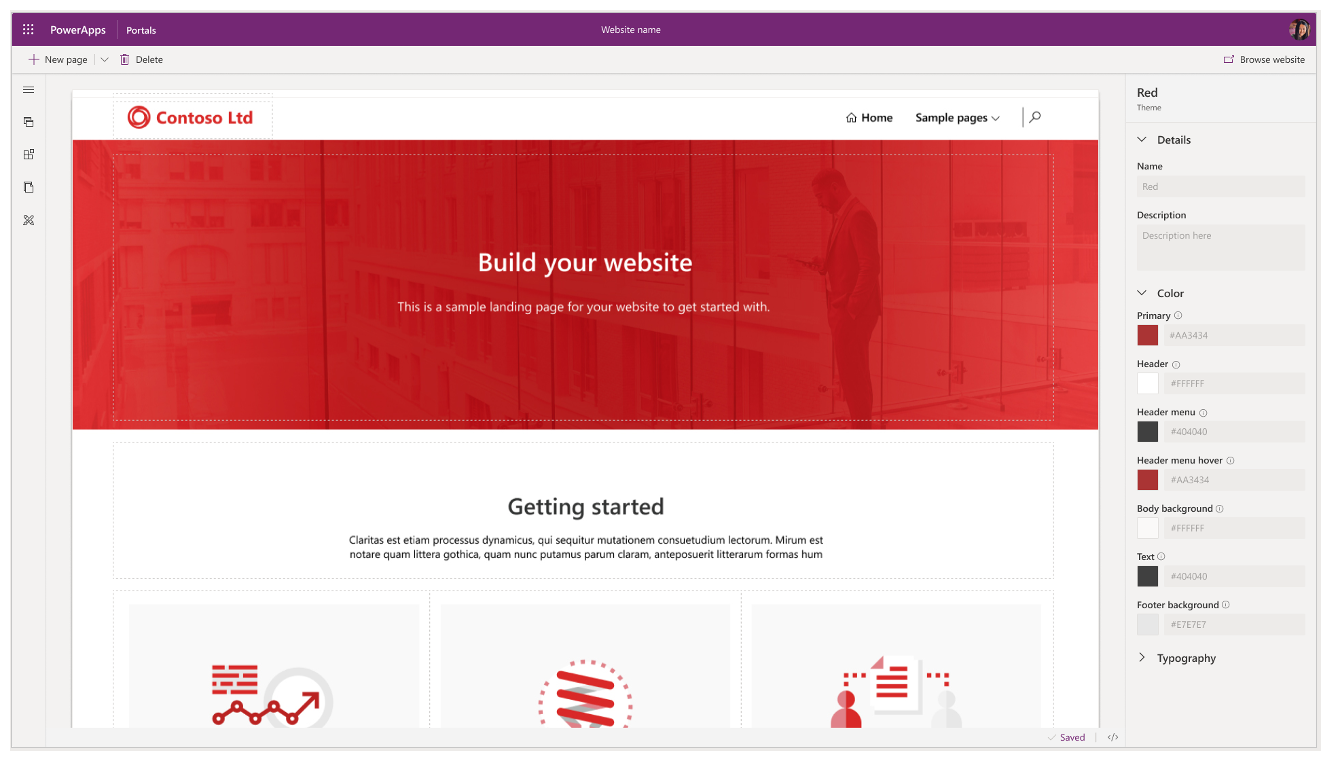 PowerApps
Portals
Website name
New page
Delete
Browse website
Contoso Ltd
Home
Sample pages
Build your website
This is a sample landing page for your website to get started with.
Getting started
Claritas est etiam processus dynamicus, qui sequitur mutationem consuetudium lectorum. Mirum est
notare quam littera gothica, quam nunc putamus parum claram, anteposuerit litterarum formas hum
Saved
</>
Red
Theme
Details
Name
Red
Description
Description here
Color
Primary
#AA3434
Header
#FFFFFF
Header menu
#404040
Header menu hover
#AA3434
Body background
#FFFFFF
Text
#404040
Footer background
#E7E7E7
Typography